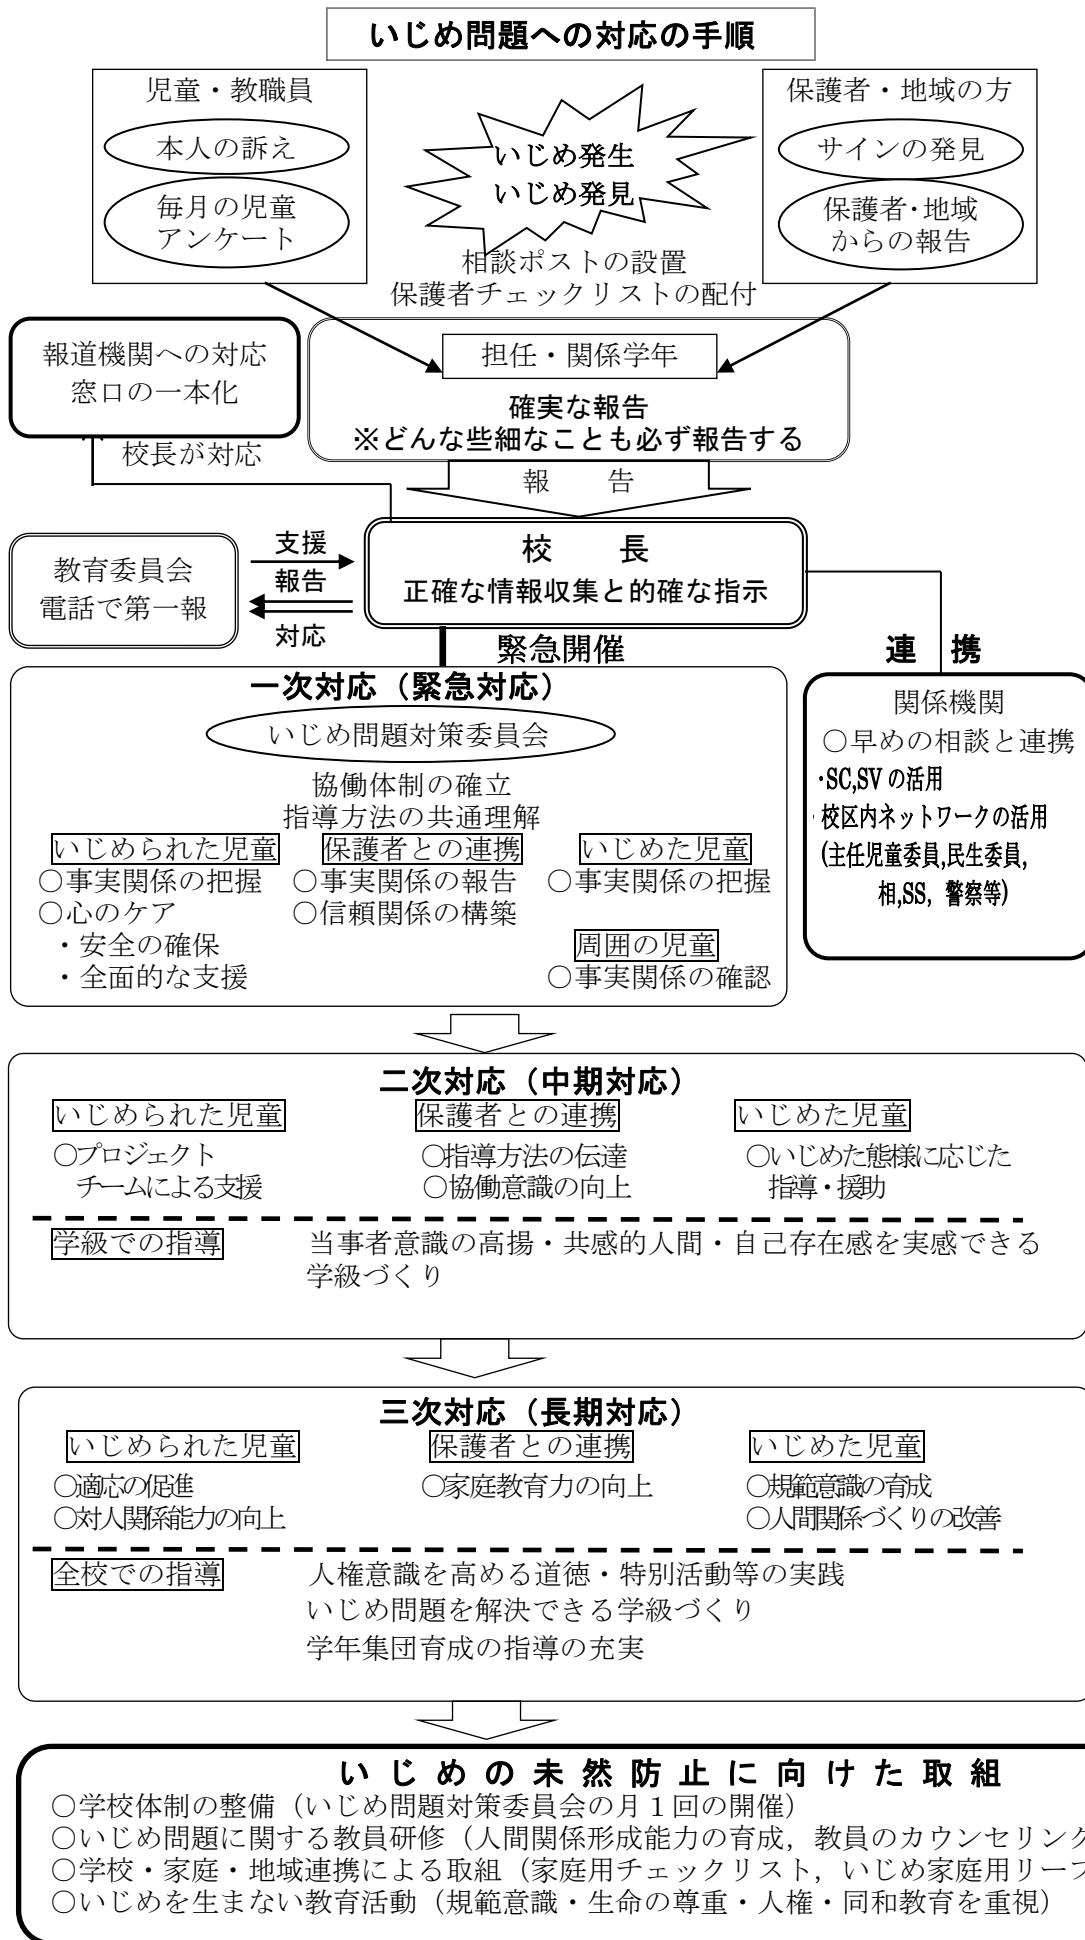 いじめ問題への対応の手順
児童・教職員
本人の訴え
毎月の児童
アンケート
いじめ発生
いじめ発見
保護者・地域の方
サインの発見
保護者・地域
からの報告
相談ポストの設置
保護者チェックリストの配付
担任・関係学年
確実な報告
※どんな些細なことも必ず報告する
報道機関への対応
窓口の一本化
校長が対応
報　告
校　長
正確な情報収集と的確な指示
教育委員会
電話で第一報
支援
報告
対応
緊急開催
連　携
関係機関
○早めの相談と連携
・SC,SVの活用
・校区内ネットワークの活用
(主任児童委員,民生委員,
相,SS,　警察等)
一次対応（緊急対応）
いじめ問題対策委員会
協働体制の確立
指導方法の共通理解
いじめられた児童
○事実関係の把握
○心のケア
・安全の確保
・全面的な支援
保護者との連携
○事実関係の報告
○信頼関係の構築
いじめた児童
○事実関係の把握
周囲の児童
○事実関係の確認
二次対応（中期対応）
いじめられた児童
○プロジェクト
チームによる支援
保護者との連携
○指導方法の伝達
○協働意識の向上
いじめた児童
○いじめた態様に応じた
指導・援助
学級での指導
当事者意識の高揚・共感的人間・自己存在感を実感できる
学級づくり
三次対応（長期対応）
いじめられた児童
○適応の促進
○対人関係能力の向上
保護者との連携
○家庭教育力の向上
いじめた児童
○規範意識の育成
○人間関係づくりの改善
全校での指導
人権意識を高める道徳・特別活動等の実践
いじめ問題を解決できる学級づくり
学年集団育成の指導の充実
いじめの未然防止に向けた取組
○学校体制の整備（いじめ問題対策委員会の月１回の開催）
○いじめ問題に関する教員研修（人間関係形成能力の育成，教員のカウンセリング
○学校・家庭・地域連携による取組（家庭用チェックリスト，いじめ家庭用リーフ
○いじめを生まない教育活動（規範意識・生命の尊重・人権・同和教育を重視）